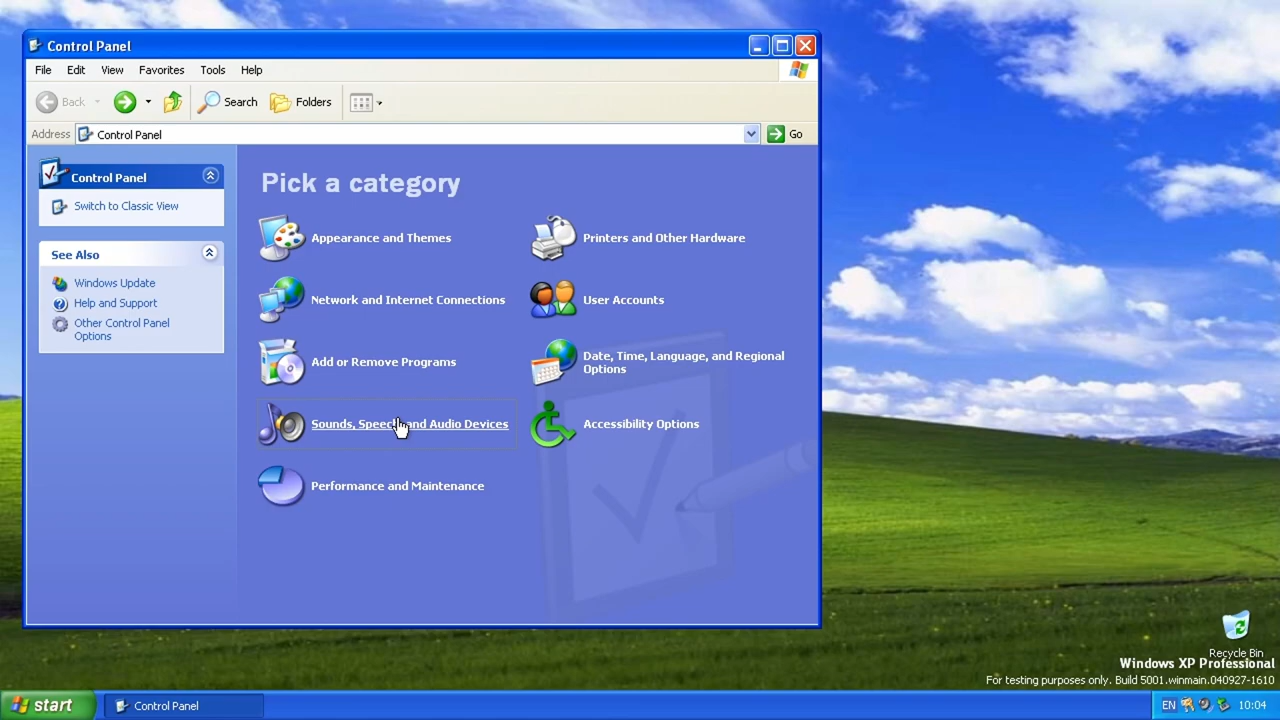 Control Panel
File Edit View Favorites Tools Help
Back Search Folders
Address Control Panel Go
Control Panel
Switch to Classic View
See Also
Windows Update
Help and Support
Other Control Panel
Options
Pick a category
Appearance and Themes
Printers and Other Hardware
Network and Internet Connections
User Accounts
Add or Remove Programs
Date, Time, Language, and Regional
Options
Sounds, Speech, and Audio Devices
Accessibility Options
Performance and Maintenance
Recycle Bin
Windows XP Professional
For testing purposes only. Build 5001.winmain.040927-1610
start Control Panel EN 10:04